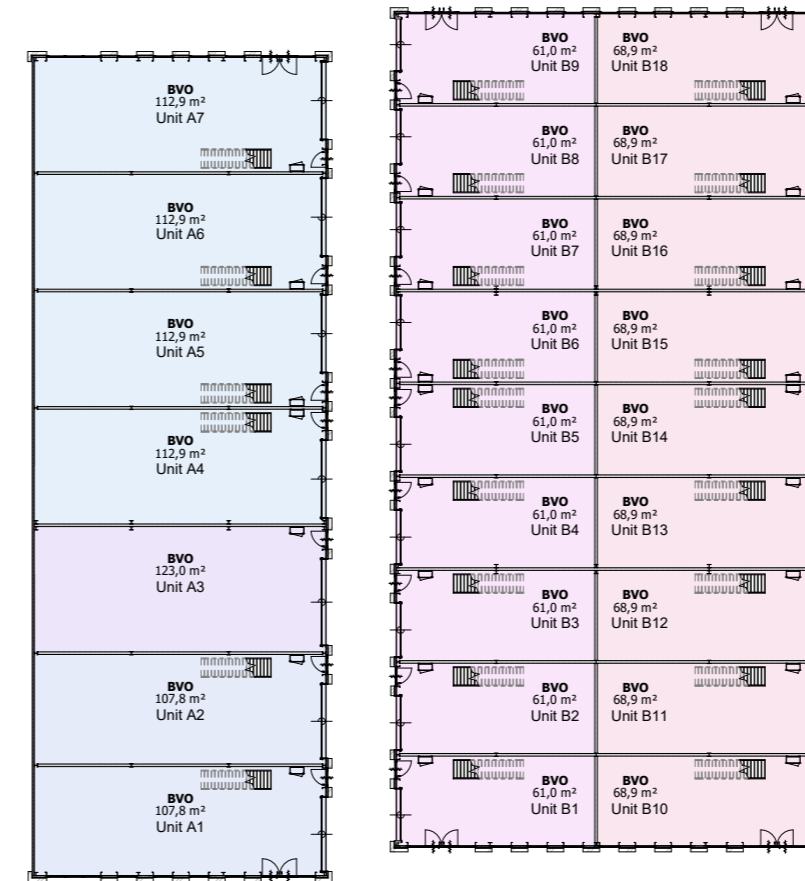 BVO
112,9 m²
Unit A7
BVO
112,9 m²
Unit A6
BVO
112,9 m²
Unit A5
BVO
112,9 m²
Unit A4
BVO
123,0 m²
Unit A3
BVO
107,8 m²
Unit A2
BVO
107,8 m²
Unit A1
BVO
61,0 m²
Unit B9
BVO
68,9 m²
Unit B18
BVO
61,0 m²
Unit B8
BVO
68,9 m²
Unit B17
BVO
61,0 m²
Unit B7
BVO
68,9 m²
Unit B16
BVO
61,0 m²
Unit B6
BVO
68,9 m²
Unit B15
BVO
61,0 m²
Unit B5
BVO
68,9 m²
Unit B14
BVO
61,0 m²
Unit B4
BVO
68,9 m²
Unit B13
BVO
61,0 m²
Unit B3
BVO
68,9 m²
Unit B12
BVO
61,0 m²
Unit B2
BVO
68,9 m²
Unit B11
BVO
61,0 m²
Unit B1
BVO
68,9 m²
Unit B10